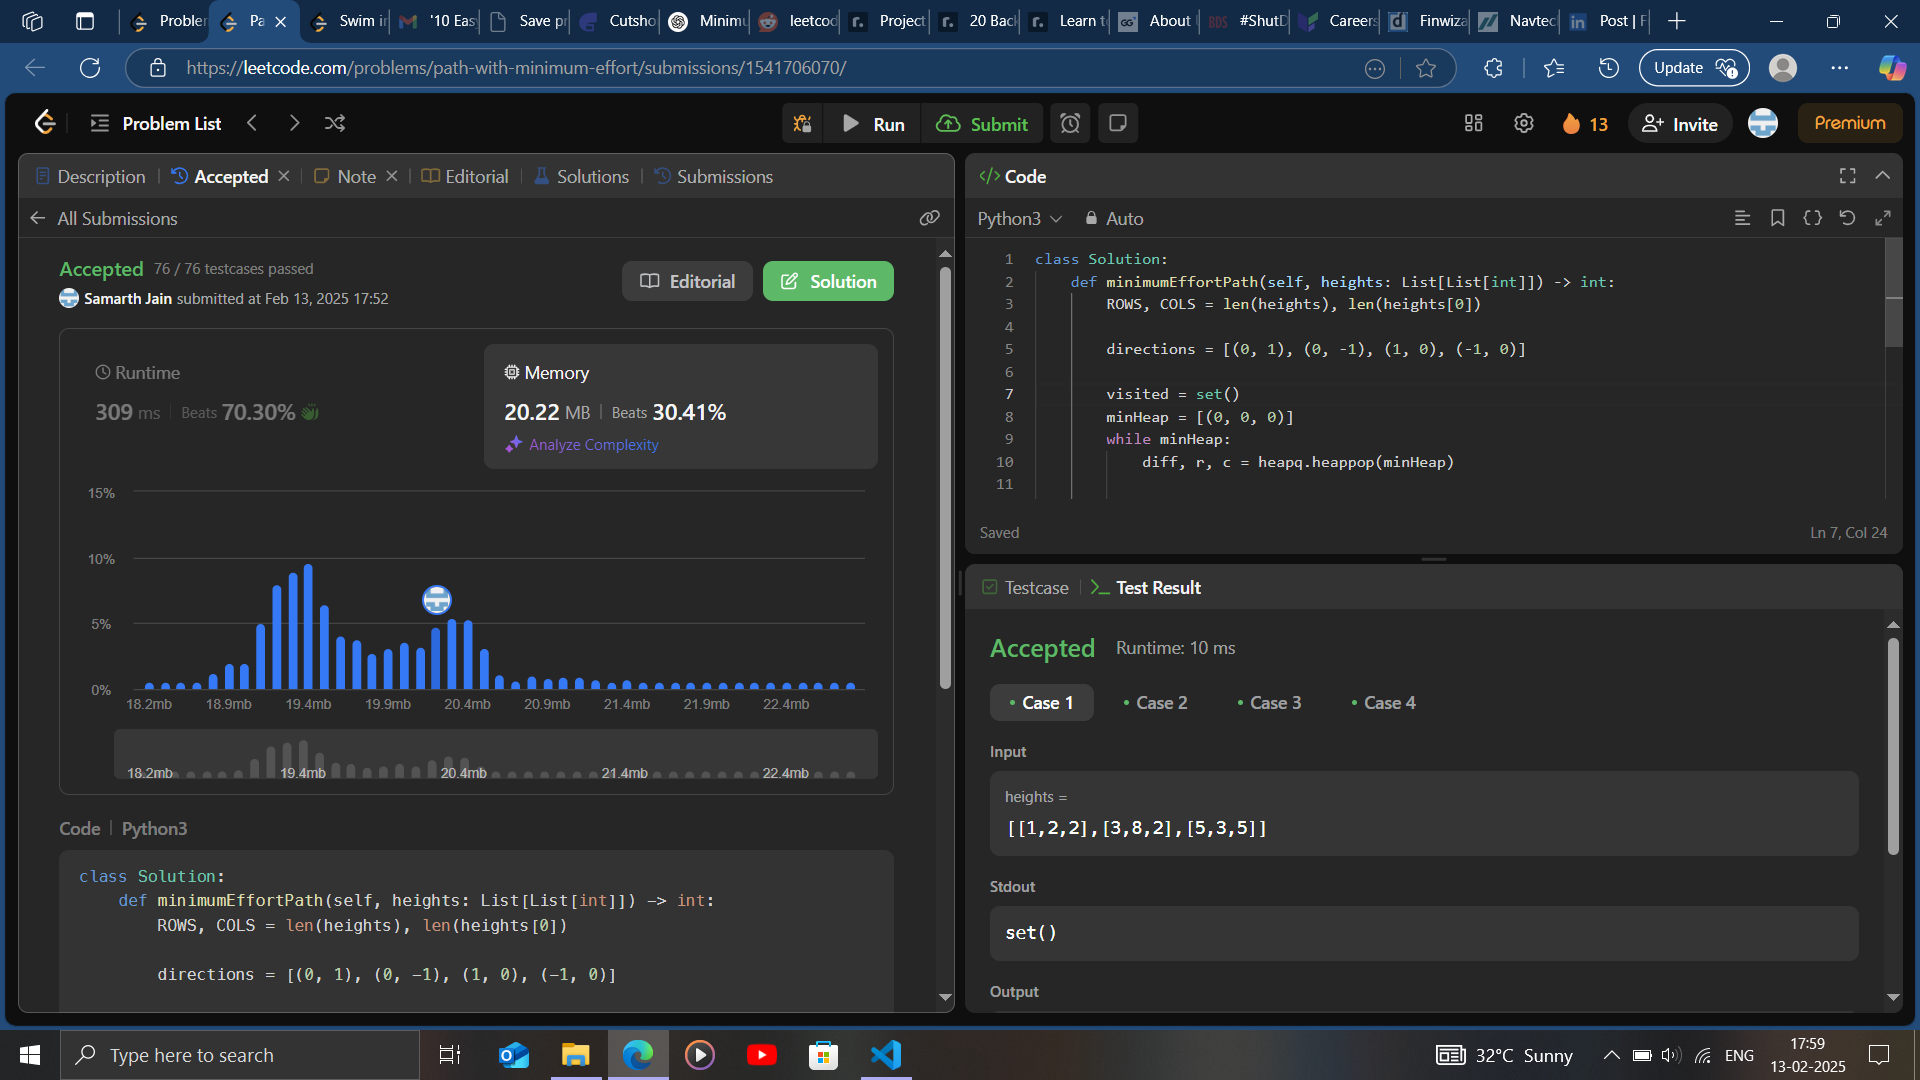 Probler
Pa
Swim in
'10 Easy
Save pr
Cutsho
Minimu
leetcod
Project
20 Back
Learn to
About U
#ShutD
Careers
Finwiza
Navtecl
Post | F
https://leetcode.com/problems/path-with-minimum-effort/submissions/1541706070/
Update
Problem List
Run
Submit
13
Invite
Premium
Description
Accepted
Note
Editorial
Solutions
Submissions
All Submissions
Accepted 76 / 76 testcases passed
Samarth Jain submitted at Feb 13, 2025 17:52
Editorial
Solution
Runtime
309 ms | Beats 70.30%
Memory
20.22 MB | Beats 30.41%
Analyze Complexity
15%
10%
5%
0%
18.2mb 18.9mb 19.4mb 19.9mb 20.4mb 20.9mb 21.4mb 21.9mb 22.4mb
18.2mb 19.4mb 20.4mb 21.4mb 22.4mb
Code | Python3
class Solution:
    def minimumEffortPath(self, heights: List[List[int]]) -> int:
        ROWS, COLS = len(heights), len(heights[0])
        directions = [(0, 1), (0, -1), (1, 0), (-1, 0)]
</> Code
Python3
Auto
1 class Solution:
2     def minimumEffortPath(self, heights: List[List[int]]) -> int:
3         ROWS, COLS = len(heights), len(heights[0])
4
5         directions = [(0, 1), (0, -1), (1, 0), (-1, 0)]
6
7         visited = set()
8         minHeap = [(0, 0, 0)]
9         while minHeap:
10             diff, r, c = heapq.heappop(minHeap)
11
Saved
Ln 7, Col 24
Testcase
Test Result
Accepted Runtime: 10 ms
• Case 1
• Case 2
• Case 3
• Case 4
Input
heights =
[[1,2,2],[3,8,2],[5,3,5]]
Stdout
set()
Output
Type here to search
32°C Sunny
ENG
17:59
13-02-2025